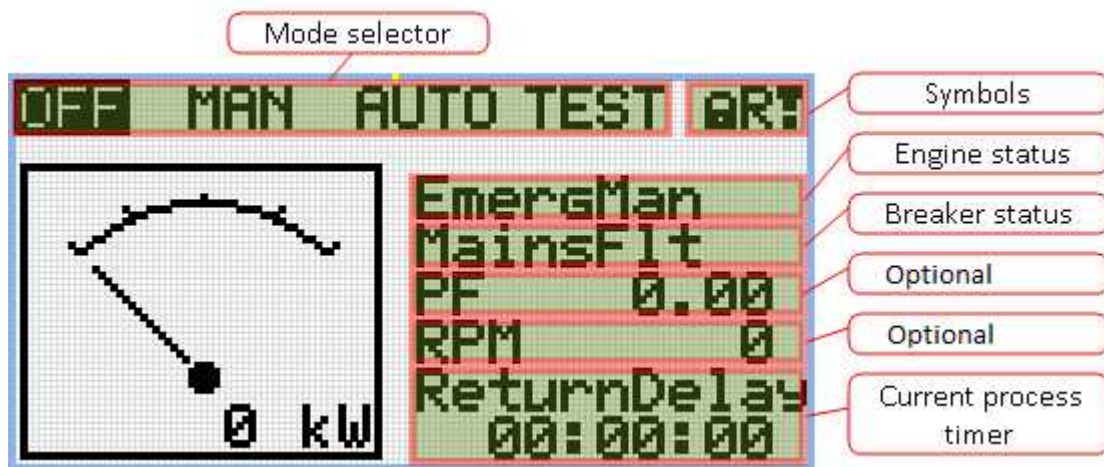 Mode selector
OFF MAN AUTO TEST R!
Symbols
Engine status
EmergMan
Breaker status
MainsFlt
Optional
PF 0.00
Optional
RPM 0
Current process
timer
ReturnDelay
00:00:00
0 kW